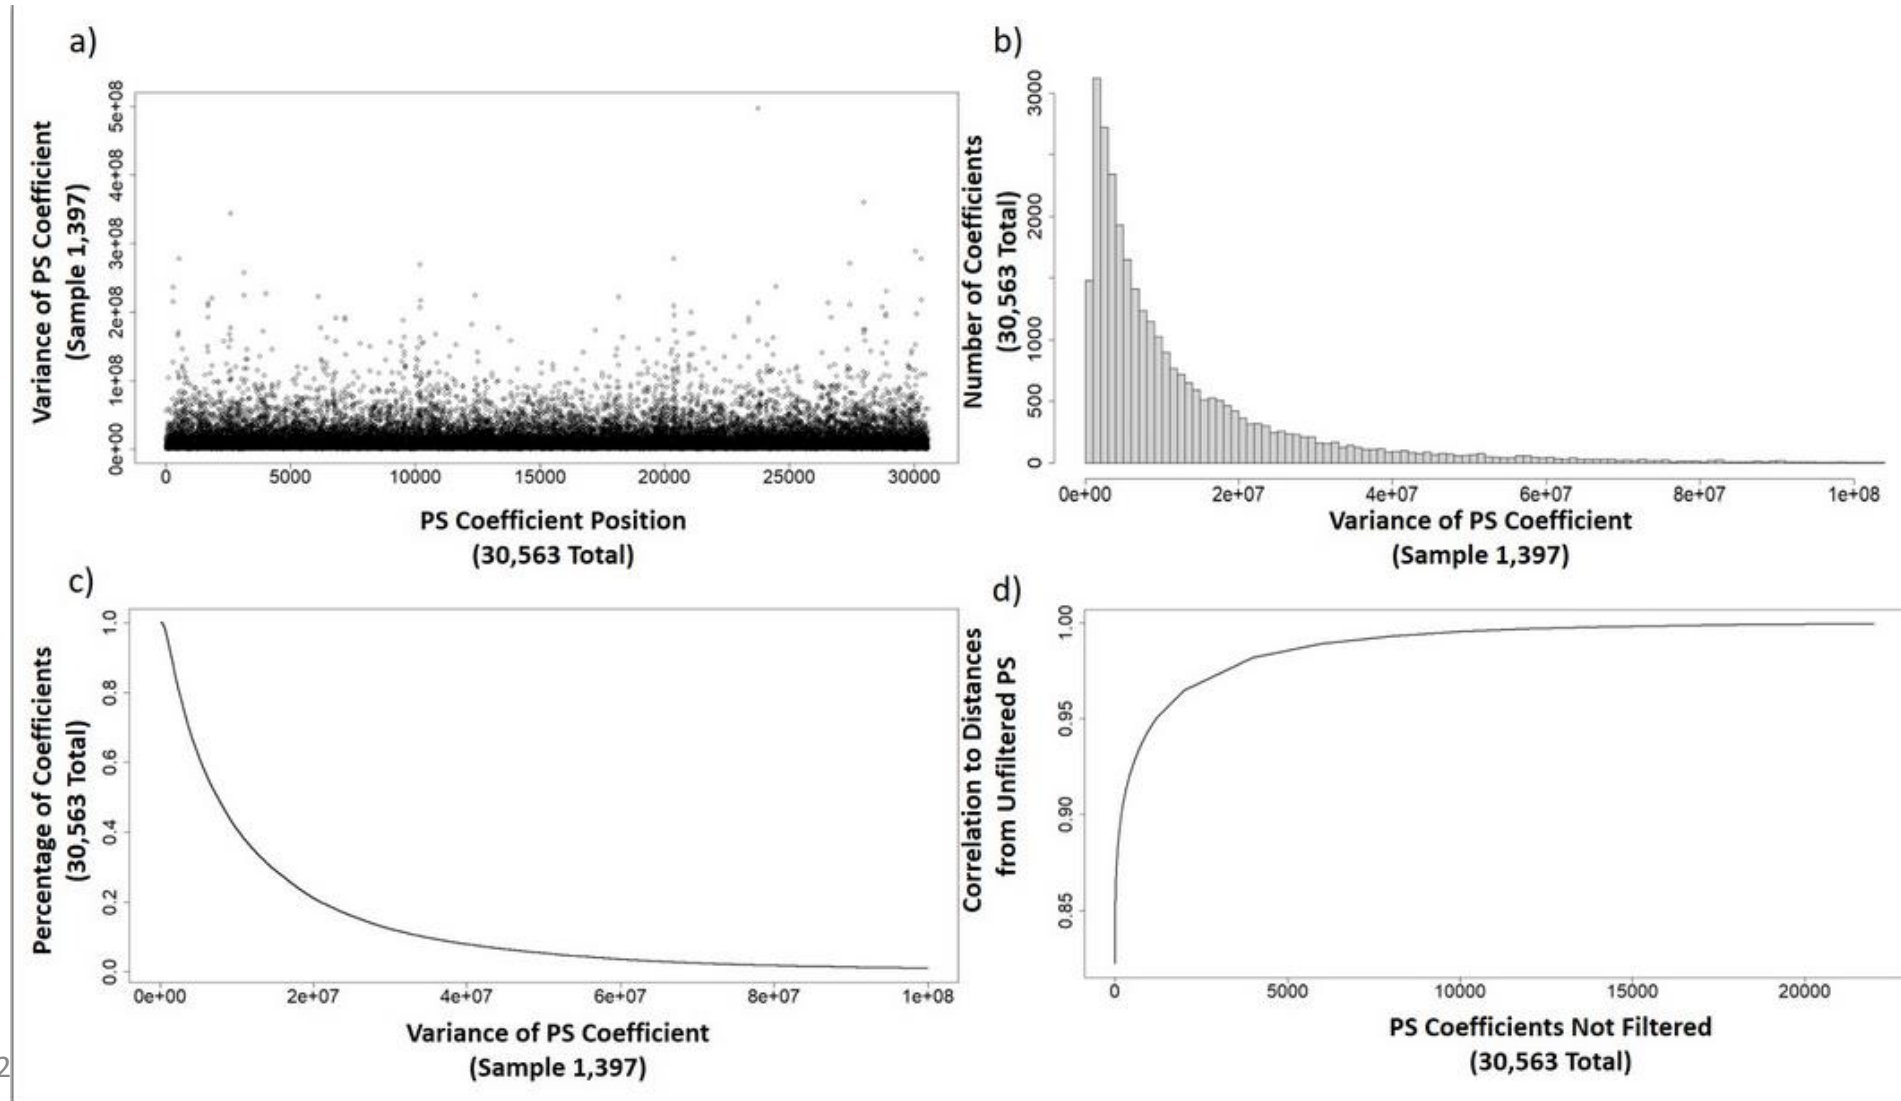 a)
Variance of PS Coefficient
(Sample 1,397)
5e+08
4e+08
3e+08
2e+08
1e+08
0e+00
0 5000 10000 15000 20000 25000 30000
PS Coefficient Position
(30,563 Total)
b)
Number of Coefficients
(30,563 Total)
3000
2000
1000
500
0
0e+00 2e+07 4e+07 6e+07 8e+07 1e+08
Variance of PS Coefficient
(Sample 1,397)
c)
Percentage of Coefficients
(30,563 Total)
1.0
0.8
0.6
0.4
0.2
0.0
0e+00 2e+07 4e+07 6e+07 8e+07 1e+08
Variance of PS Coefficient
(Sample 1,397)
d)
Correlation to Distances
from Unfiltered PS
1.00
0.95
0.90
0.85
0 5000 10000 15000 20000
PS Coefficients Not Filtered
(30,563 Total)
2